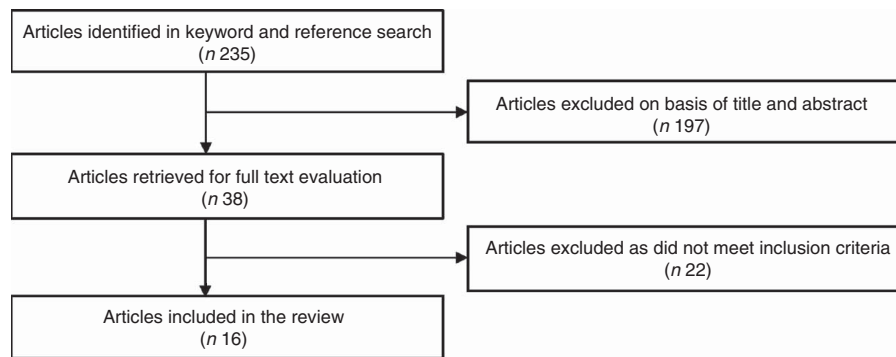 Articles identified in keyword and reference search
(n 235)
Articles excluded on basis of title and abstract
(n 197)
Articles retrieved for full text evaluation
(n 38)
Articles excluded as did not meet inclusion criteria
(n 22)
Articles included in the review
(n 16)